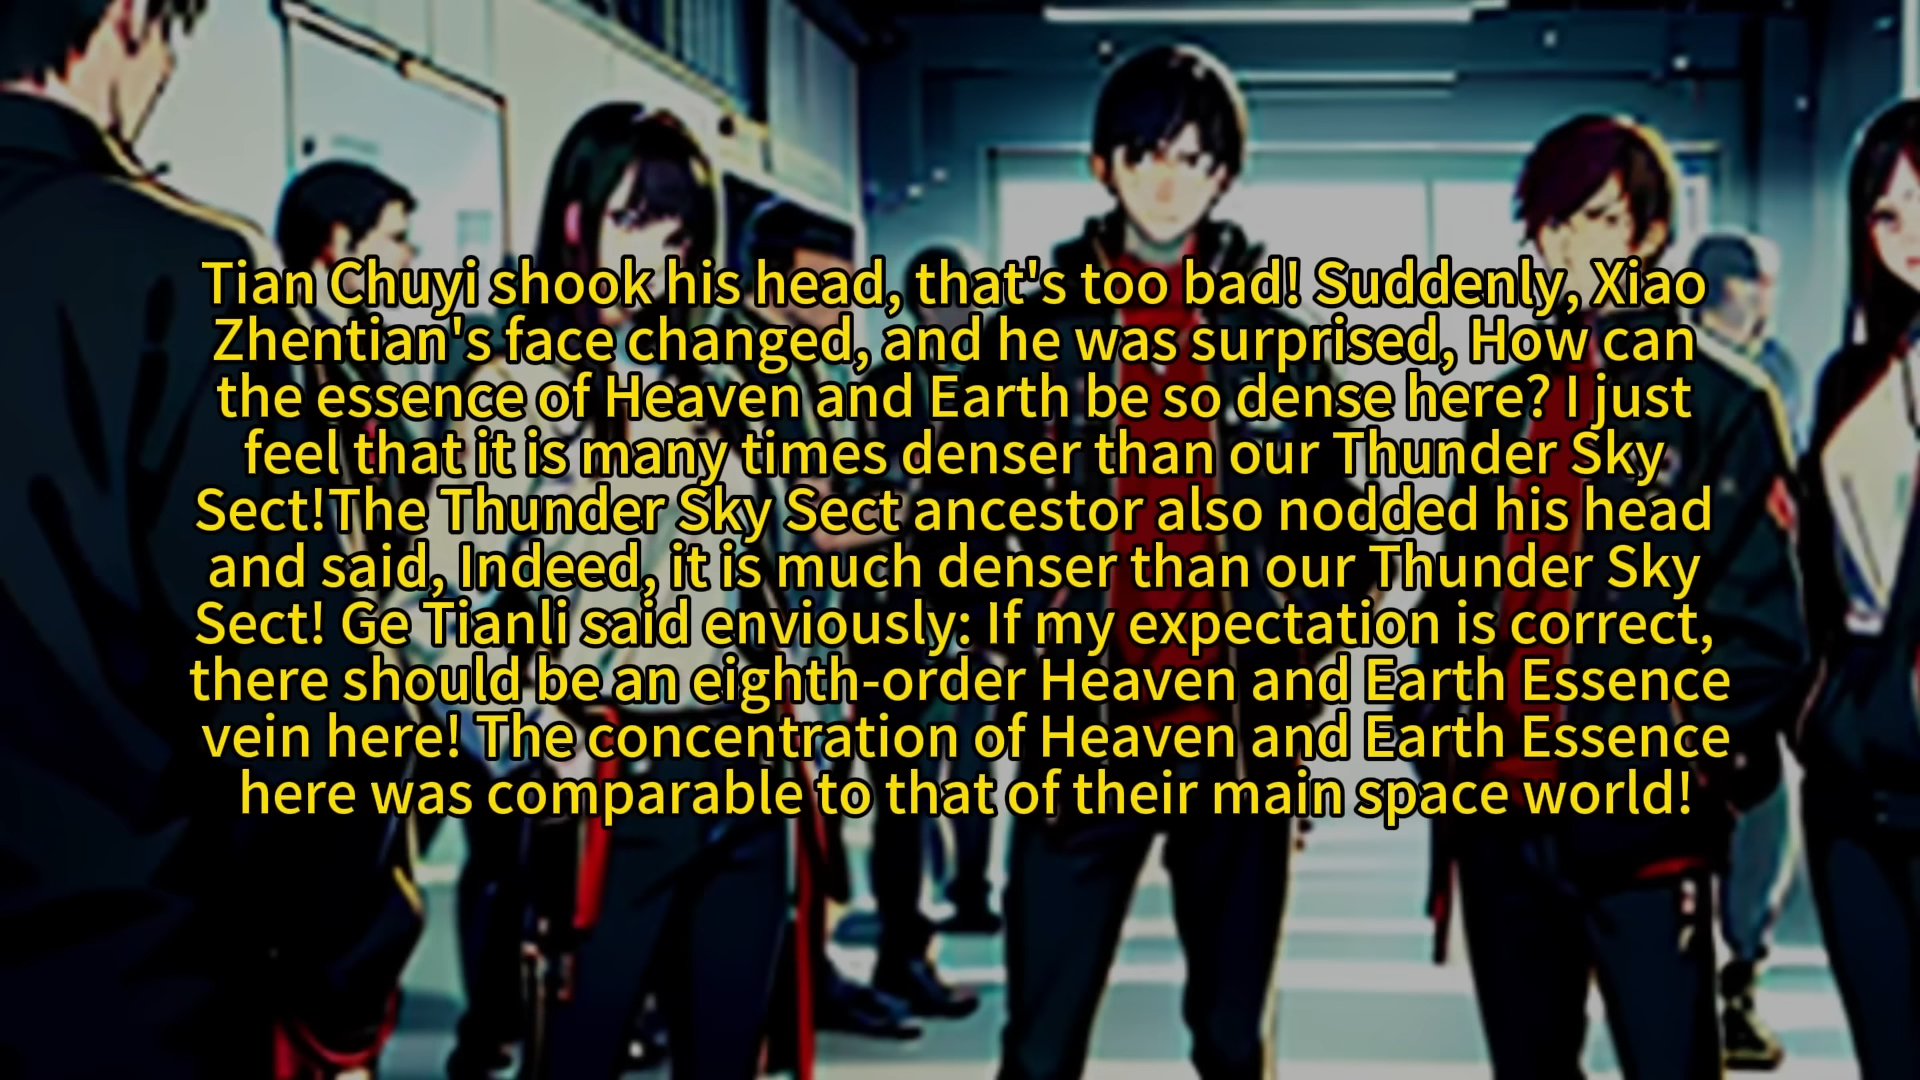 Tian Chuyi shook his head, that's too bad! Suddenly, Xiao
Zhentian's face changed, and he was surprised, How can
the essence of Heaven and Earth be so dense here? I just
feel that it is many times denser than our Thunder Sky
Sect!The Thunder Sky Sect ancestor also nodded his head
and said, Indeed, it is much denser than our Thunder Sky
Sect! Ge Tianli said enviously: If my expectation is correct,
there should be an eighth-order Heaven and Earth Essence
vein here! The concentration of Heaven and Earth Essence
here was comparable to that of their main space world!